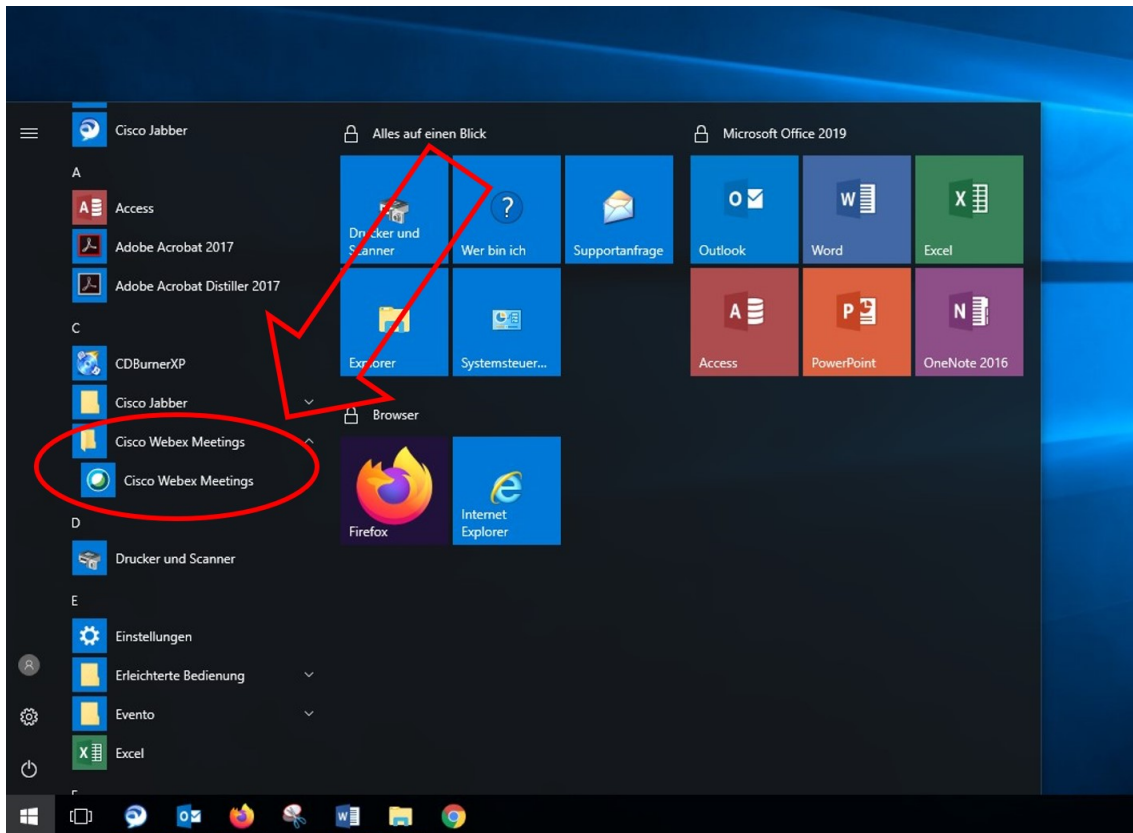 Cisco Jabber
A
Access
Adobe Acrobat 2017
Adobe Acrobat Distiller 2017
C
CDBurnerXP
Cisco Jabber
Cisco Webex Meetings
Cisco Webex Meetings
D
Drucker und Scanner
E
Einstellungen
Erleichterte Bedienung
Evento
Excel
Alles auf einen Blick
Drucker und
Scanner
Wer bin ich
Supportanfrage
Explorer
Systemsteuer...
Browser
Firefox
Internet
Explorer
Microsoft Office 2019
Outlook
Word
Excel
Access
PowerPoint
OneNote 2016